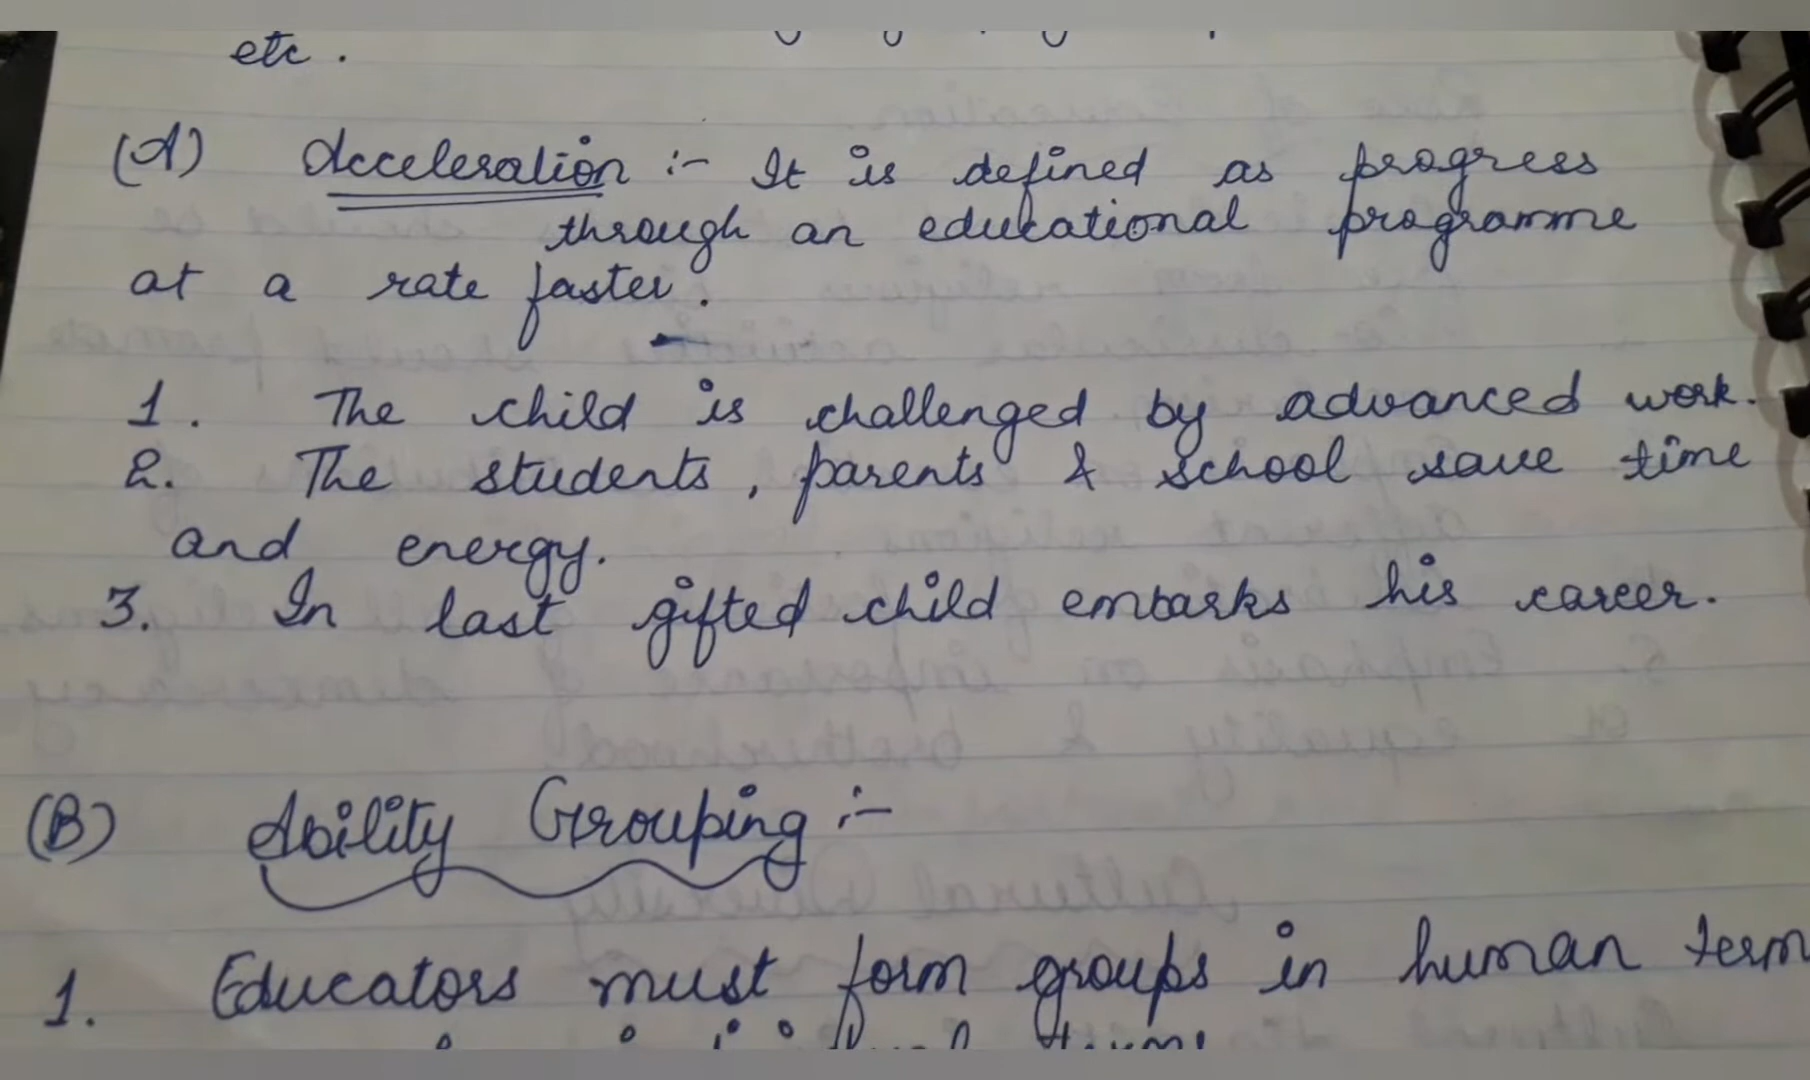 etc.
(A) Acceleration :- It is defined as progress
through an educational programme
at a rate faster.
1. The child is challenged by advanced work.
2. The students, parents & school save time
and energy.
3. In last gifted child embarks his career.
(B) Ability Grouping :-
1. Educators must form groups in human term